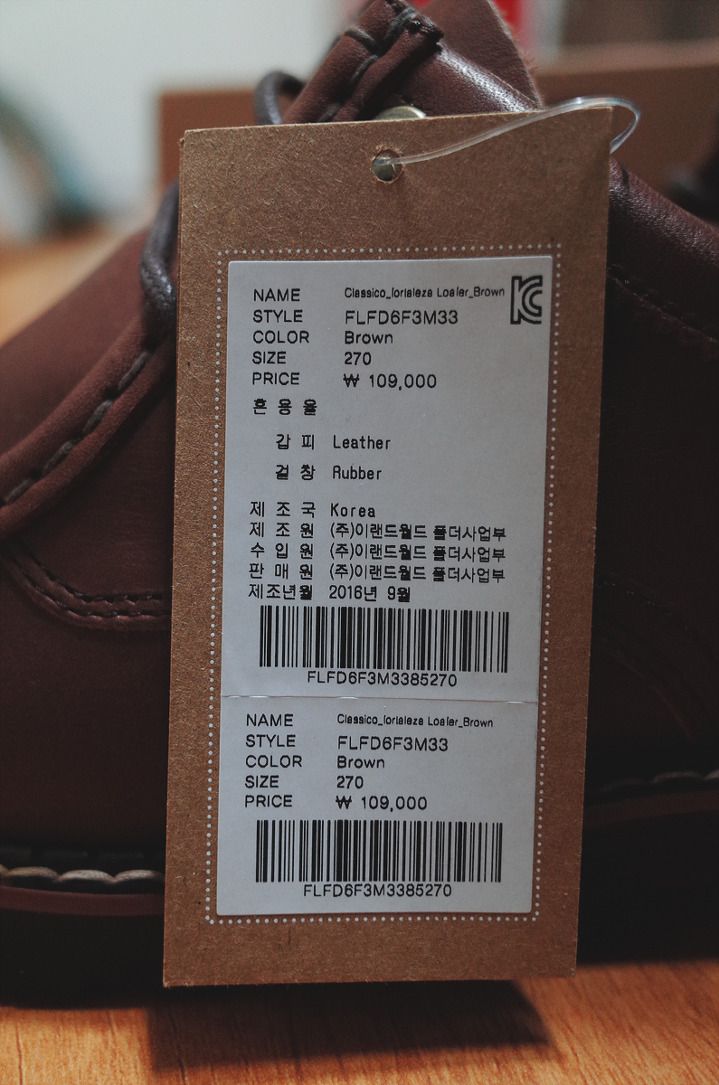 NAME Classico_fortaleza Loafer_Brown
STYLE FLFD6F3M33
COLOR Brown
SIZE 270
PRICE ₩ 109,000
혼 용 율
갑 피 Leather
겉 창 Rubber
제 조 국 Korea
제 조 원 (주)이랜드월드 폴더사업부
수 입 원 (주)이랜드월드 폴더사업부
판 매 원 (주)이랜드월드 폴더사업부
제조년월 2016년 9월
FLFD6F3M3385270
NAME Classico_fortaleza Loafer_Brown
STYLE FLFD6F3M33
COLOR Brown
SIZE 270
PRICE ₩ 109,000
FLFD6F3M3385270